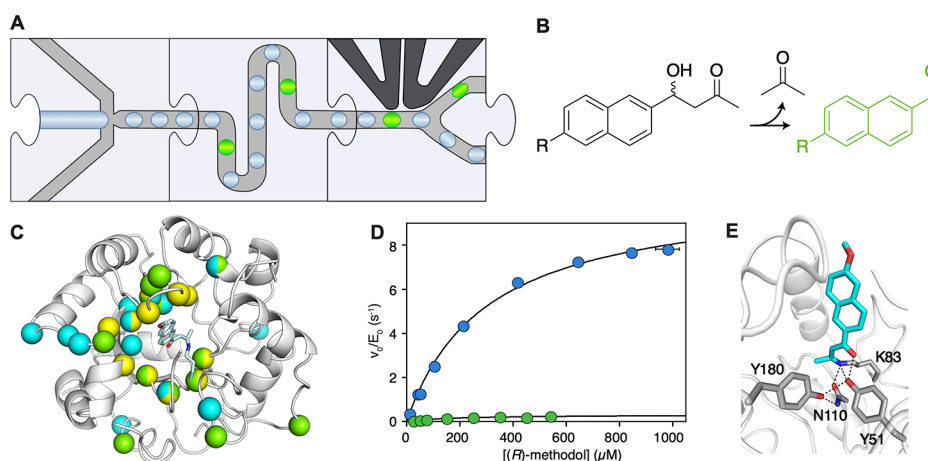 A
B
OH
O
O
R
R
C
D
v₀/E₀ (s⁻¹)
8
6
4
2
0
0
200
400
600
800
1000
[(R)-methodol] (µM)
E
Y180
K83
N110
Y51